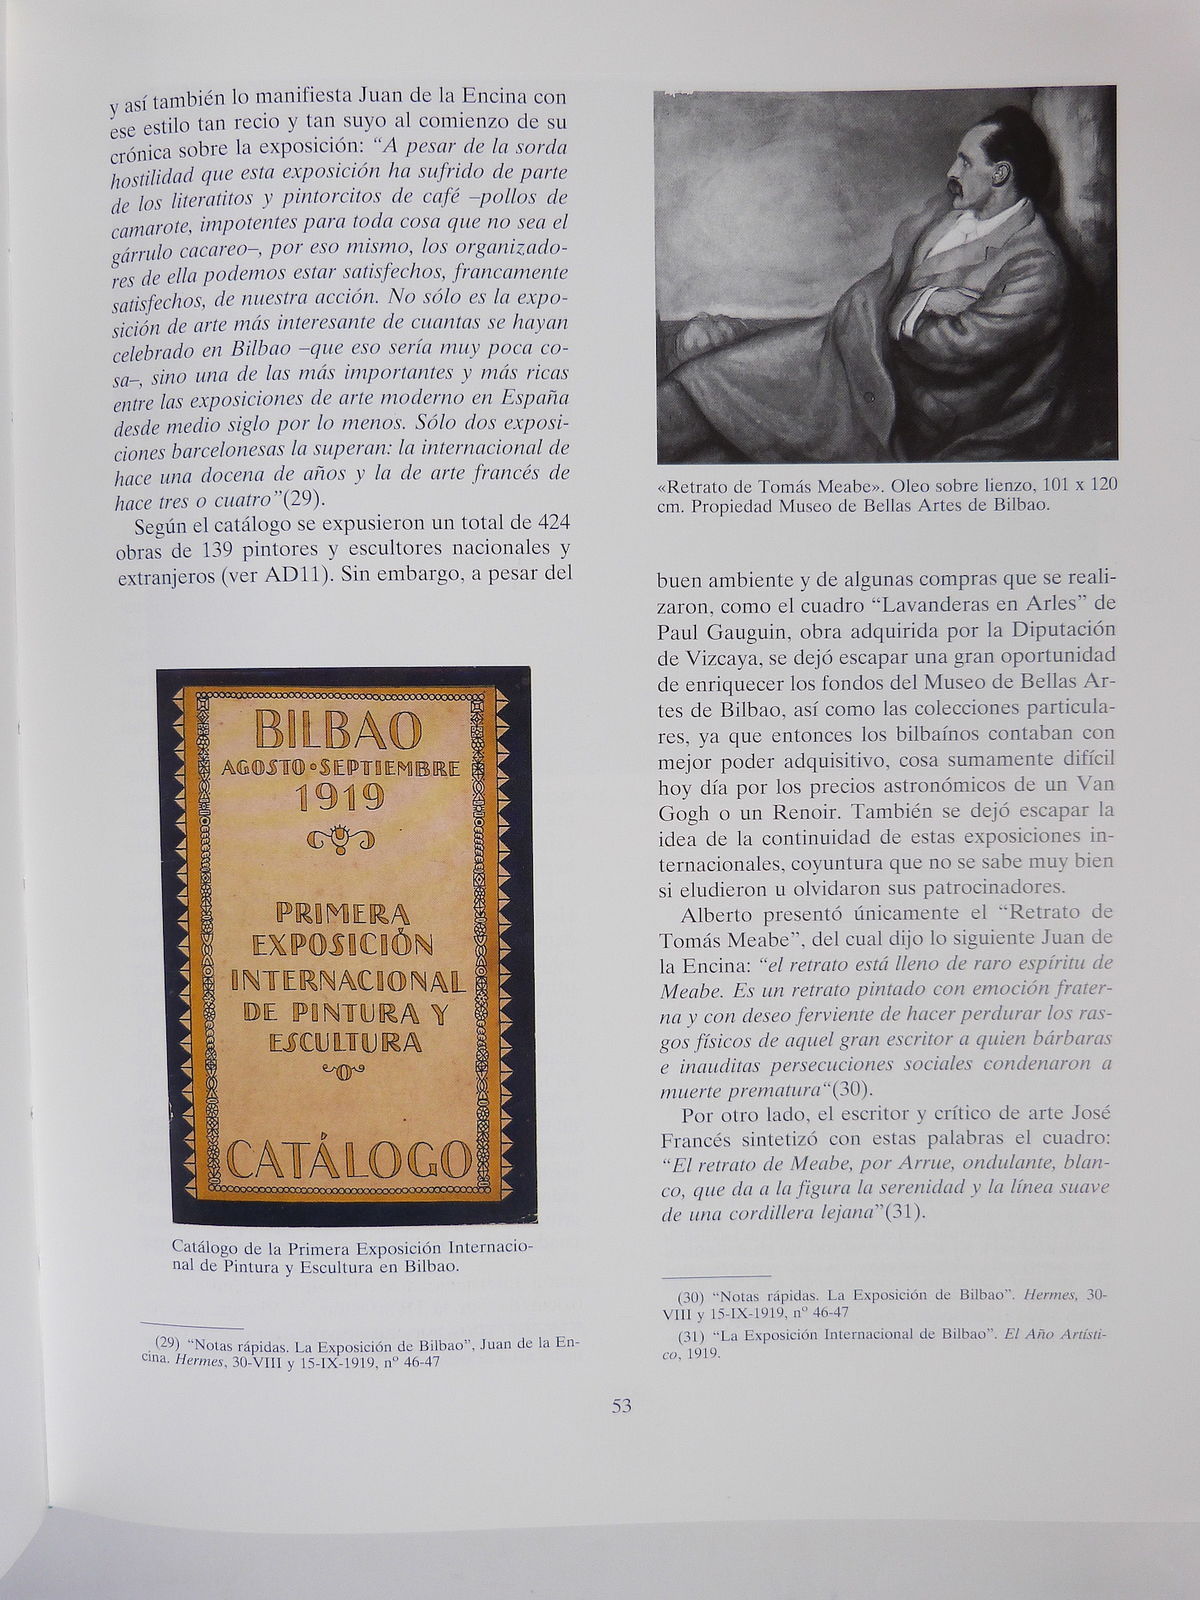 y así también lo manifiesta Juan de la Encina con
ese estilo tan recio y tan suyo al comienzo de su
crónica sobre la exposición: “A pesar de la sorda
hostilidad que esta exposición ha sufrido de parte
de los literatitos y pintorcitos de café –pollos de
camarote, impotentes para toda cosa que no sea el
gárrulo cacareo–, por eso mismo, los organizado-
res de ella podemos estar satisfechos, francamente
satisfechos, de nuestra acción. No sólo es la expo-
sición de arte más interesante de cuantas se hayan
celebrado en Bilbao –que eso sería muy poca co-
sa–, sino una de las más importantes y más ricas
entre las exposiciones de arte moderno en España
desde medio siglo por lo menos. Sólo dos exposi-
ciones barcelonesas la superan: la internacional de
hace una docena de años y la de arte francés de
hace tres o cuatro”(29).
Según el catálogo se expusieron un total de 424
obras de 139 pintores y escultores nacionales y
extranjeros (ver AD11). Sin embargo, a pesar del
BILBAO
AGOSTO·SEPTIEMBRE
1919
PRIMERA
EXPOSICIÓN
INTERNACIONAL
DE PINTURA Y
ESCULTURA
CATÁLOGO
Catálogo de la Primera Exposición Internacio-
nal de Pintura y Escultura en Bilbao.
(29) “Notas rápidas. La Exposición de Bilbao”, Juan de la En-
cina. Hermes, 30-VIII y 15-IX-1919, nº 46-47
«Retrato de Tomás Meabe». Oleo sobre lienzo, 101 x 120
cm. Propiedad Museo de Bellas Artes de Bilbao.
buen ambiente y de algunas compras que se reali-
zaron, como el cuadro “Lavanderas en Arles” de
Paul Gauguin, obra adquirida por la Diputación
de Vizcaya, se dejó escapar una gran oportunidad
de enriquecer los fondos del Museo de Bellas Ar-
tes de Bilbao, así como las colecciones particula-
res, ya que entonces los bilbaínos contaban con
mejor poder adquisitivo, cosa sumamente difícil
hoy día por los precios astronómicos de un Van
Gogh o un Renoir. También se dejó escapar la
idea de la continuidad de estas exposiciones in-
ternacionales, coyuntura que no se sabe muy bien
si eludieron u olvidaron sus patrocinadores.
Alberto presentó únicamente el “Retrato de
Tomás Meabe”, del cual dijo lo siguiente Juan de
la Encina: “el retrato está lleno de raro espíritu de
Meabe. Es un retrato pintado con emoción frater-
na y con deseo ferviente de hacer perdurar los ras-
gos físicos de aquel gran escritor a quien bárbaras
e inauditas persecuciones sociales condenaron a
muerte prematura“(30).
Por otro lado, el escritor y crítico de arte José
Francés sintetizó con estas palabras el cuadro:
“El retrato de Meabe, por Arrue, ondulante, blan-
co, que da a la figura la serenidad y la línea suave
de una cordillera lejana”(31).
(30) “Notas rápidas. La Exposición de Bilbao”. Hermes, 30-
VIII y 15-IX-1919, nº 46-47
(31) “La Exposición Internacional de Bilbao”. El Año Artísti-
co, 1919.
53